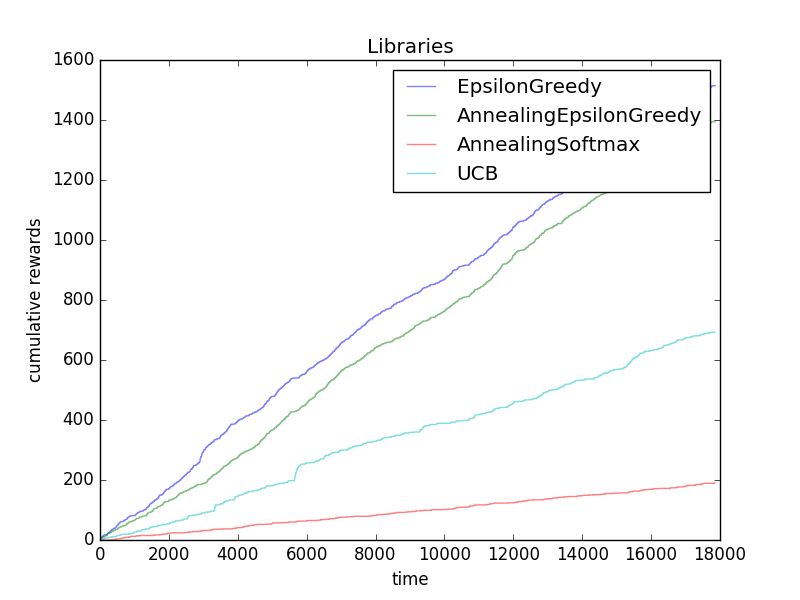 Libraries
1600
1400
1200
1000
800
600
400
200
0
cumulative rewards
EpsilonGreedy
AnnealingEpsilonGreedy
AnnealingSoftmax
UCB
0 2000 4000 6000 8000 10000 12000 14000 16000 18000
time